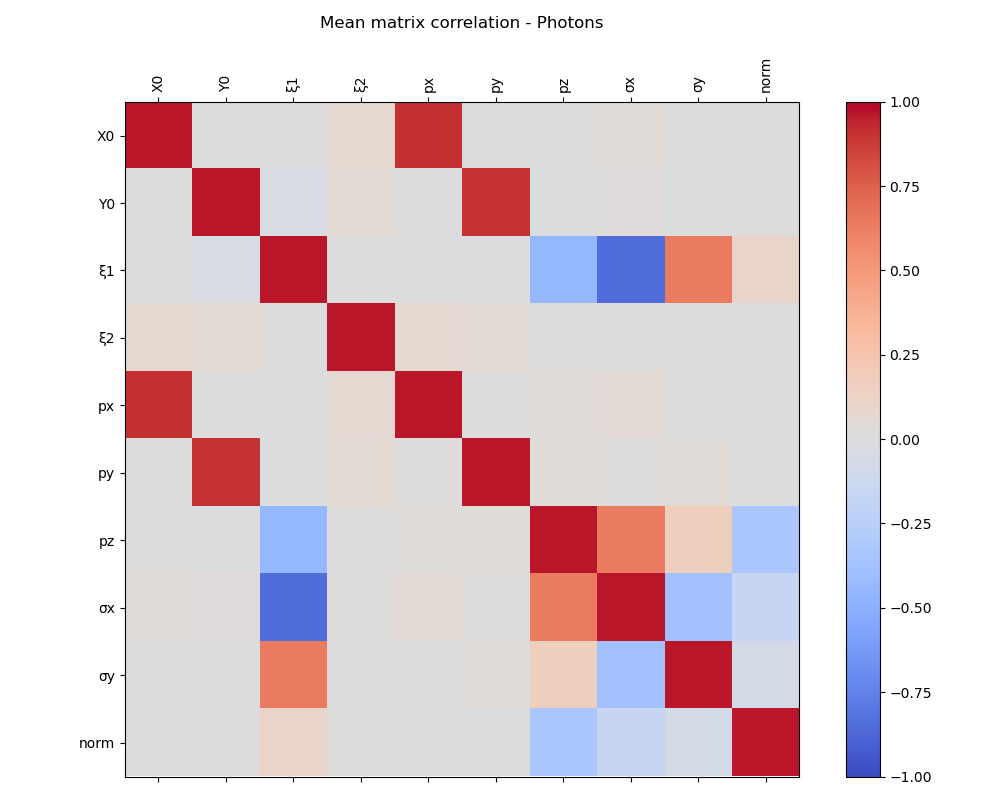 Mean matrix correlation - Photons
X0 Y0 ξ1 ξ2 px py pz σx σy norm
X0
Y0
ξ1
ξ2
px
py
pz
σx
σy
norm
1.00
0.75
0.50
0.25
0.00
−0.25
−0.50
−0.75
−1.00